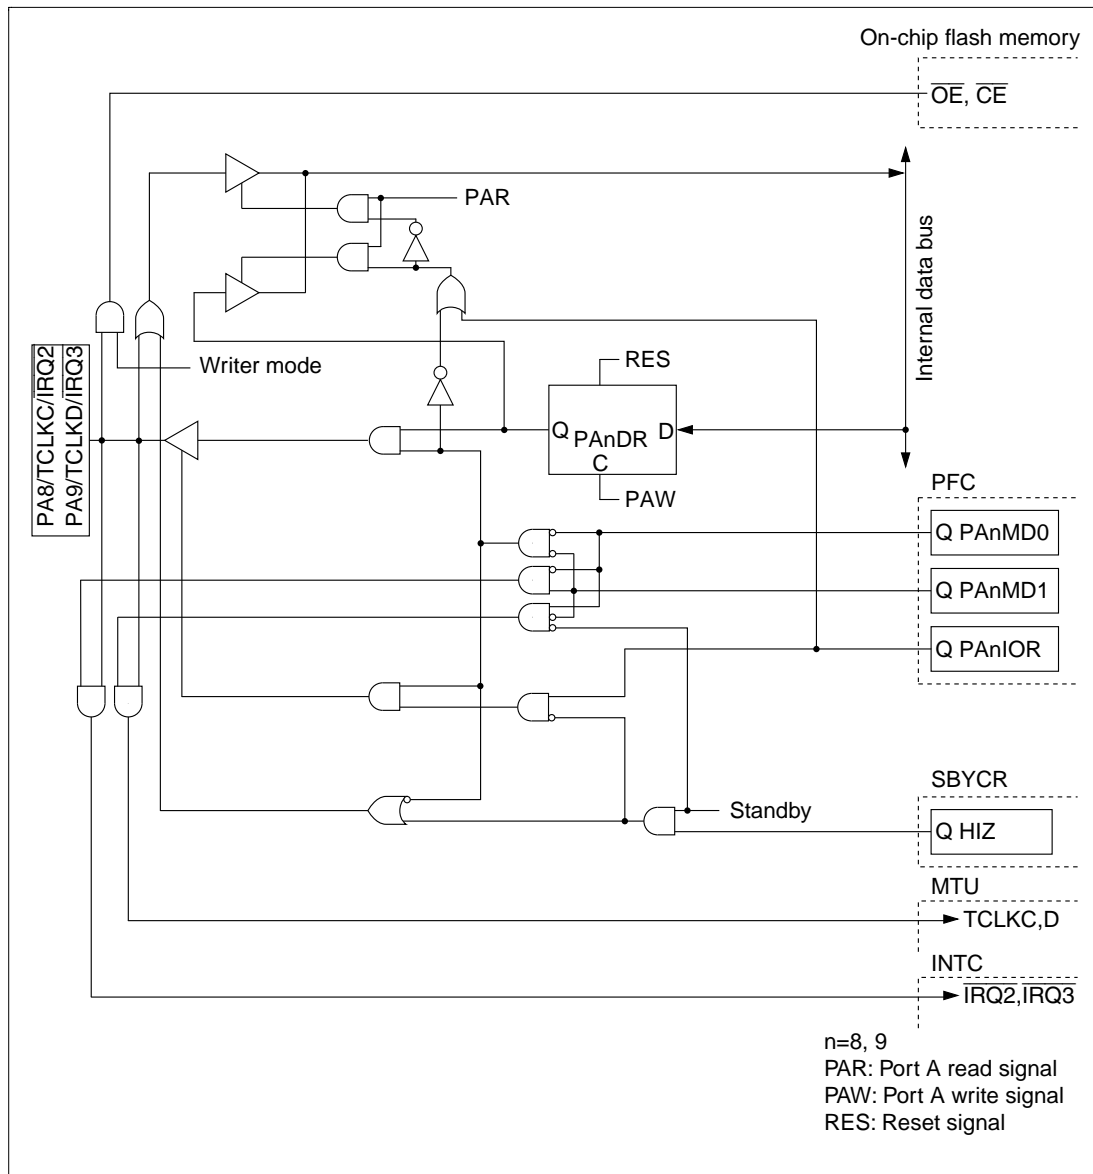 On-chip flash memory
OE, CE
PAR
Internal data bus
PA8/TCLKC/IRQ2
PA9/TCLKD/IRQ3
Writer mode
RES
Q PAnDR D
C
PAW
PFC
Q PAnMD0
Q PAnMD1
Q PAnIOR
SBYCR
Standby
Q HIZ
MTU
TCLKC,D
INTC
IRQ2,IRQ3
n=8, 9
PAR: Port A read signal
PAW: Port A write signal
RES: Reset signal